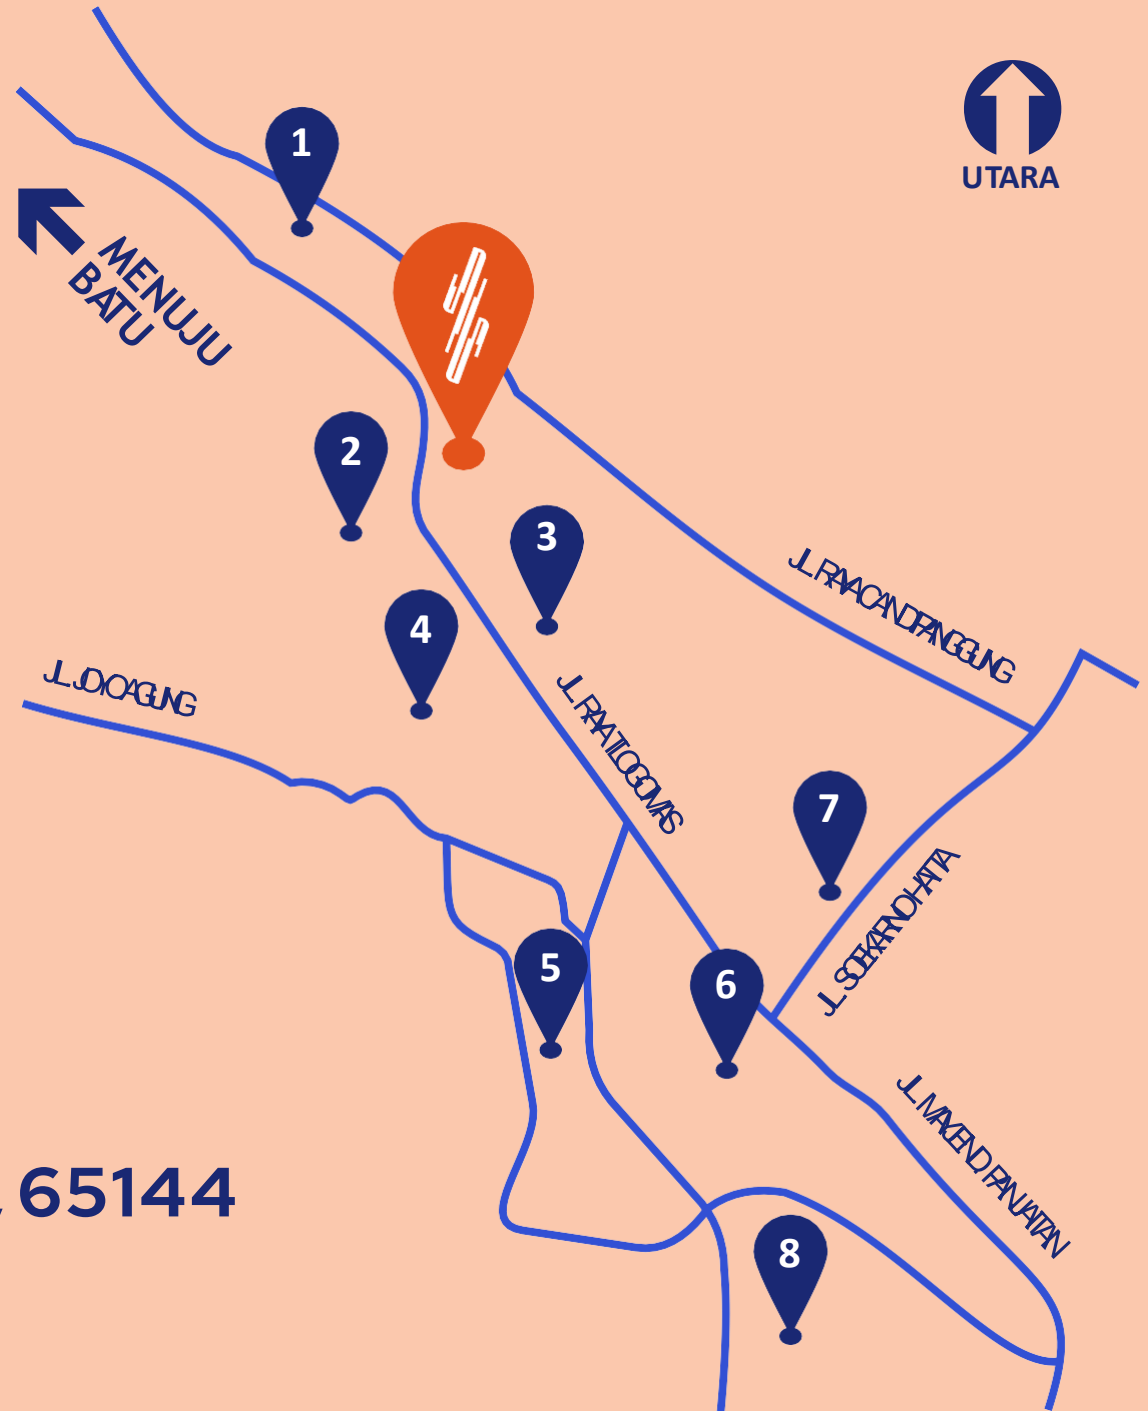 1
UTARA
MENUJU
BATU
2
3
4
JL. RAYA CANDI PANGGUNG
JL. JOYO AGUNG
JL. RAYA TLOGOMAS
7
JL. SOEKARNO HATTA
5
6
JL. MAYJEND PANJAITAN
65144
8